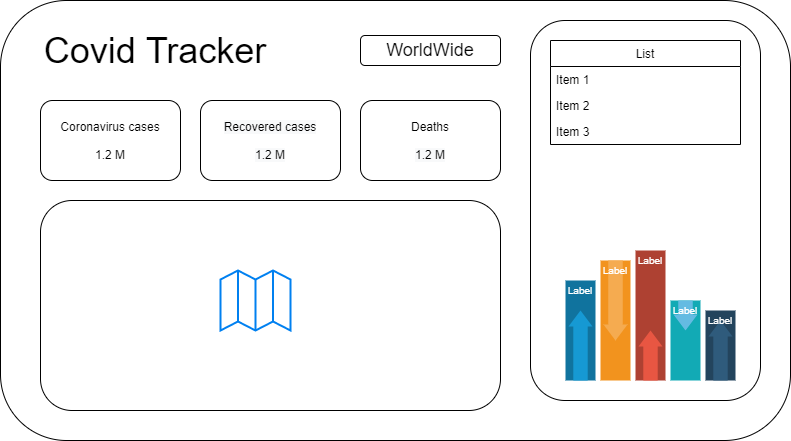 Covid Tracker
WorldWide
Coronavirus cases
1.2 M
Recovered cases
1.2 M
Deaths
1.2 M
List
Item 1
Item 2
Item 3
Label
Label
Label
Label
Label